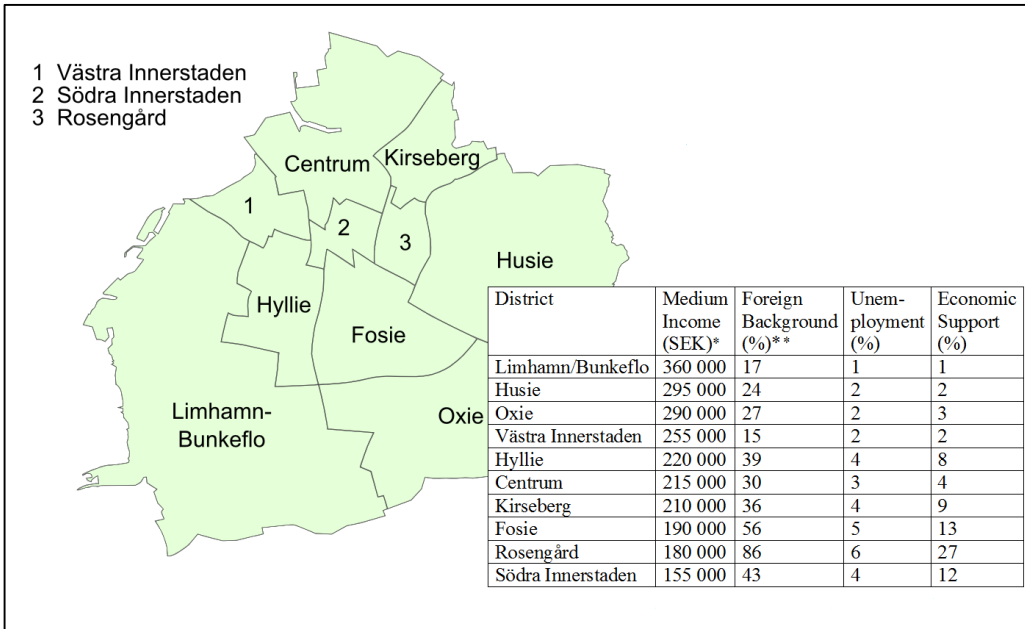 1 Västra Innerstaden
2 Södra Innerstaden
3 Rosengård
Centrum
Kirseberg
1
2
3
Husie
Hyllie
Fosie
Limhamn-
Bunkeflo
Oxie
District Medium Income (SEK)* Foreign Background (%)** Unem-ployment (%) Economic Support (%)
Limhamn/Bunkeflo 360 000 17 1 1
Husie 295 000 24 2 2
Oxie 290 000 27 2 3
Västra Innerstaden 255 000 15 2 2
Hyllie 220 000 39 4 8
Centrum 215 000 30 3 4
Kirseberg 210 000 36 4 9
Fosie 190 000 56 5 13
Rosengård 180 000 86 6 27
Södra Innerstaden 155 000 43 4 12